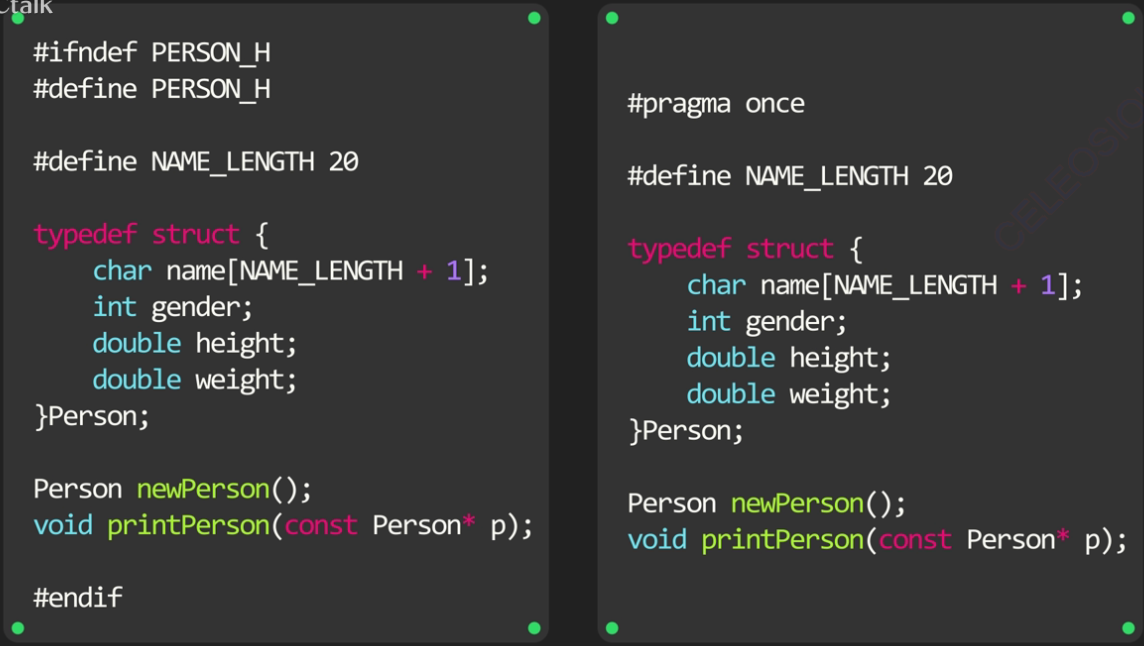 talk
#ifndef PERSON_H
#define PERSON_H
#define NAME_LENGTH 20
typedef struct {
    char name[NAME_LENGTH + 1];
    int gender;
    double height;
    double weight;
}Person;
Person newPerson();
void printPerson(const Person* p);
#endif
#pragma once
#define NAME_LENGTH 20
typedef struct {
    char name[NAME_LENGTH + 1];
    int gender;
    double height;
    double weight;
}Person;
Person newPerson();
void printPerson(const Person* p);